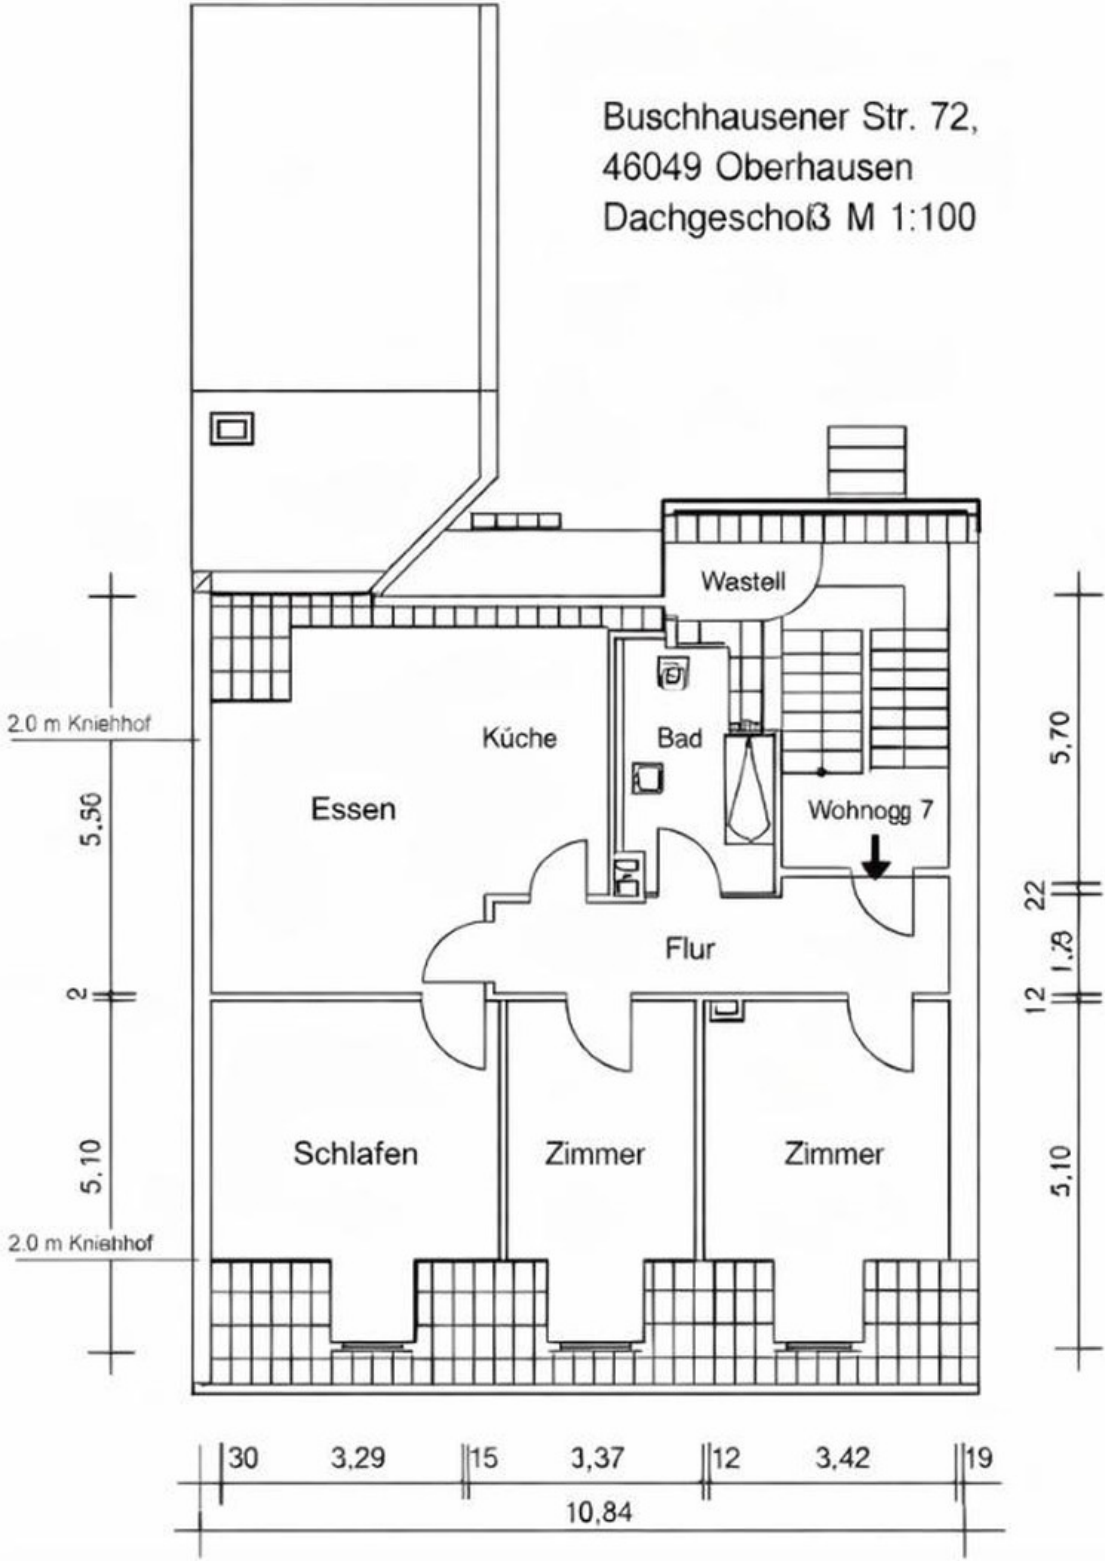 Buschhausener Str. 72,
46049 Oberhausen
Dachgeschoß M 1:100
Wastell
2.0 m Kniehhof
Küche
Bad
5,70
Essen
Wohnogg 7
5.50
22
Flur
1.29
2
12
Schlafen
Zimmer
Zimmer
5.10
5,10
2.0 m Kniehhof
30
3,29
15
3,37
12
3,42
19
10,84